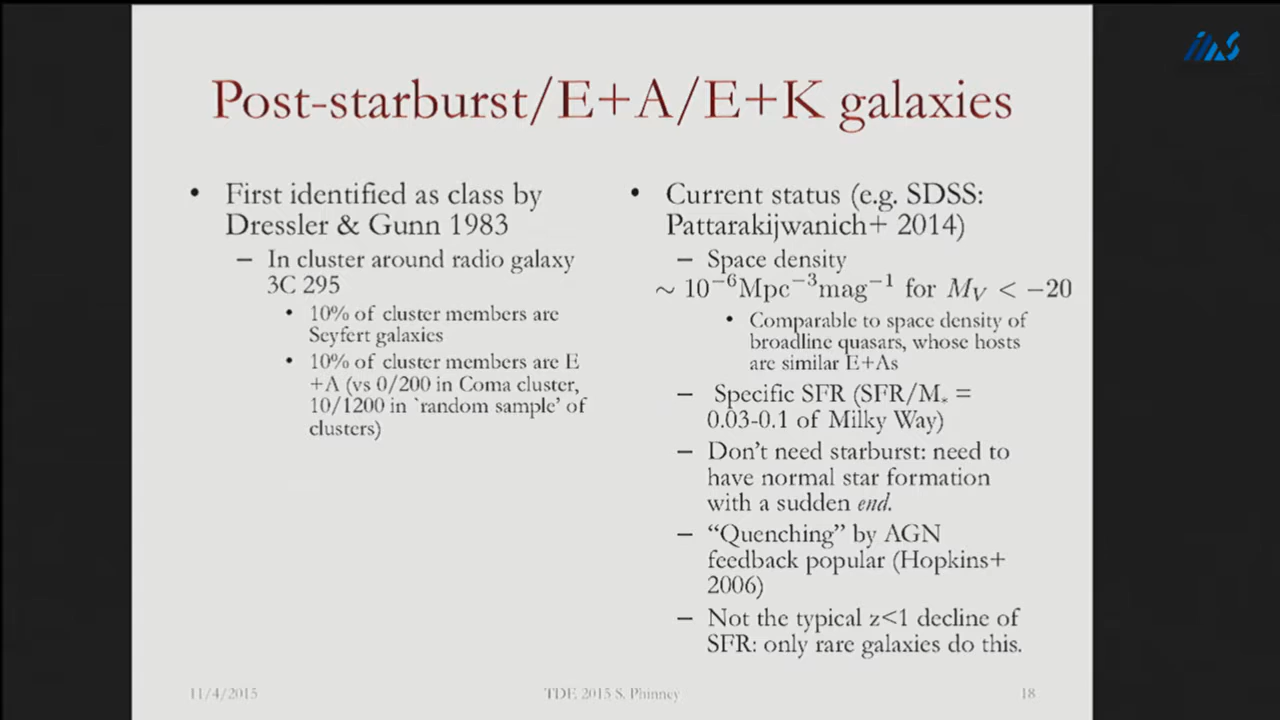 Post-starburst/E+A/E+K galaxies
• First identified as class by
Dressler & Gunn 1983
– In cluster around radio galaxy
3C 295
• 10% of cluster members are
Seyfert galaxies
• 10% of cluster members are E
+A (vs 0/200 in Coma cluster,
10/1200 in `random sample' of
clusters)
• Current status (e.g. SDSS:
Pattarakijwanich+ 2014)
– Space density
~ 10⁻⁶Mpc⁻³mag⁻¹ for M_V < −20
• Comparable to space density of
broadline quasars, whose hosts
are similar E+As
– Specific SFR (SFR/M* =
0.03-0.1 of Milky Way)
– Don't need starburst: need to
have normal star formation
with a sudden end.
– “Quenching” by AGN
feedback popular (Hopkins+
2006)
– Not the typical z<1 decline of
SFR: only rare galaxies do this.
11/4/2015
TDE 2015 S. Phinney
18